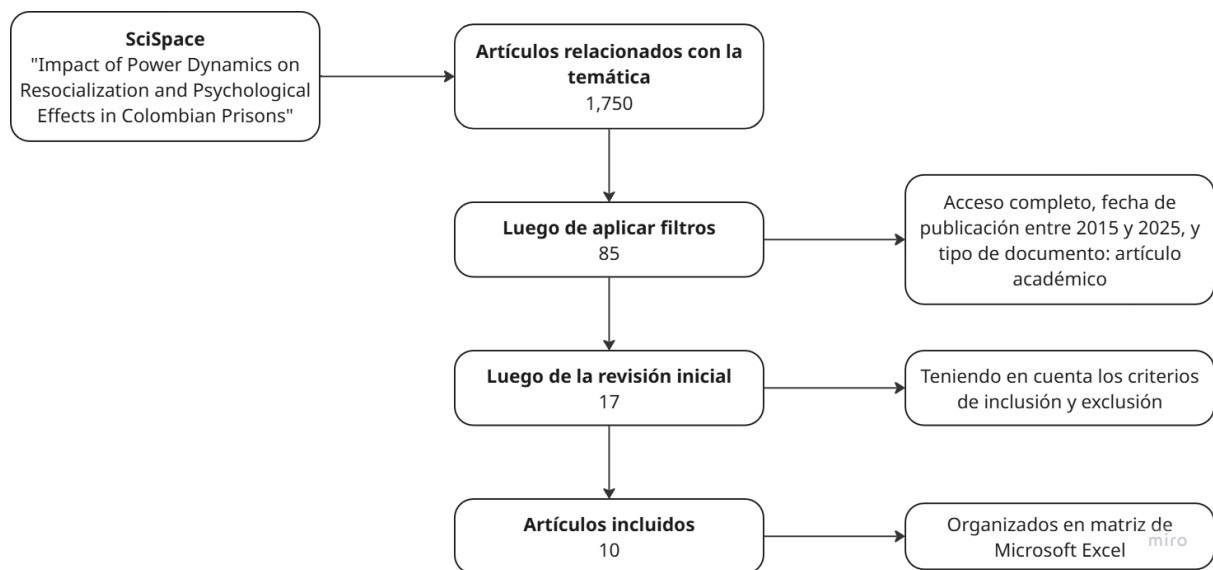 SciSpace
"Impact of Power Dynamics on
Resocialization and Psychological
Effects in Colombian Prisons"
Artículos relacionados con la
temática
1,750
Luego de aplicar filtros
85
Acceso completo, fecha de
publicación entre 2015 y 2025, y
tipo de documento: artículo
académico
Luego de la revisión inicial
17
Teniendo en cuenta los criterios
de inclusión y exclusión
Artículos incluidos
10
Organizados en matriz de
Microsoft Excel
miro